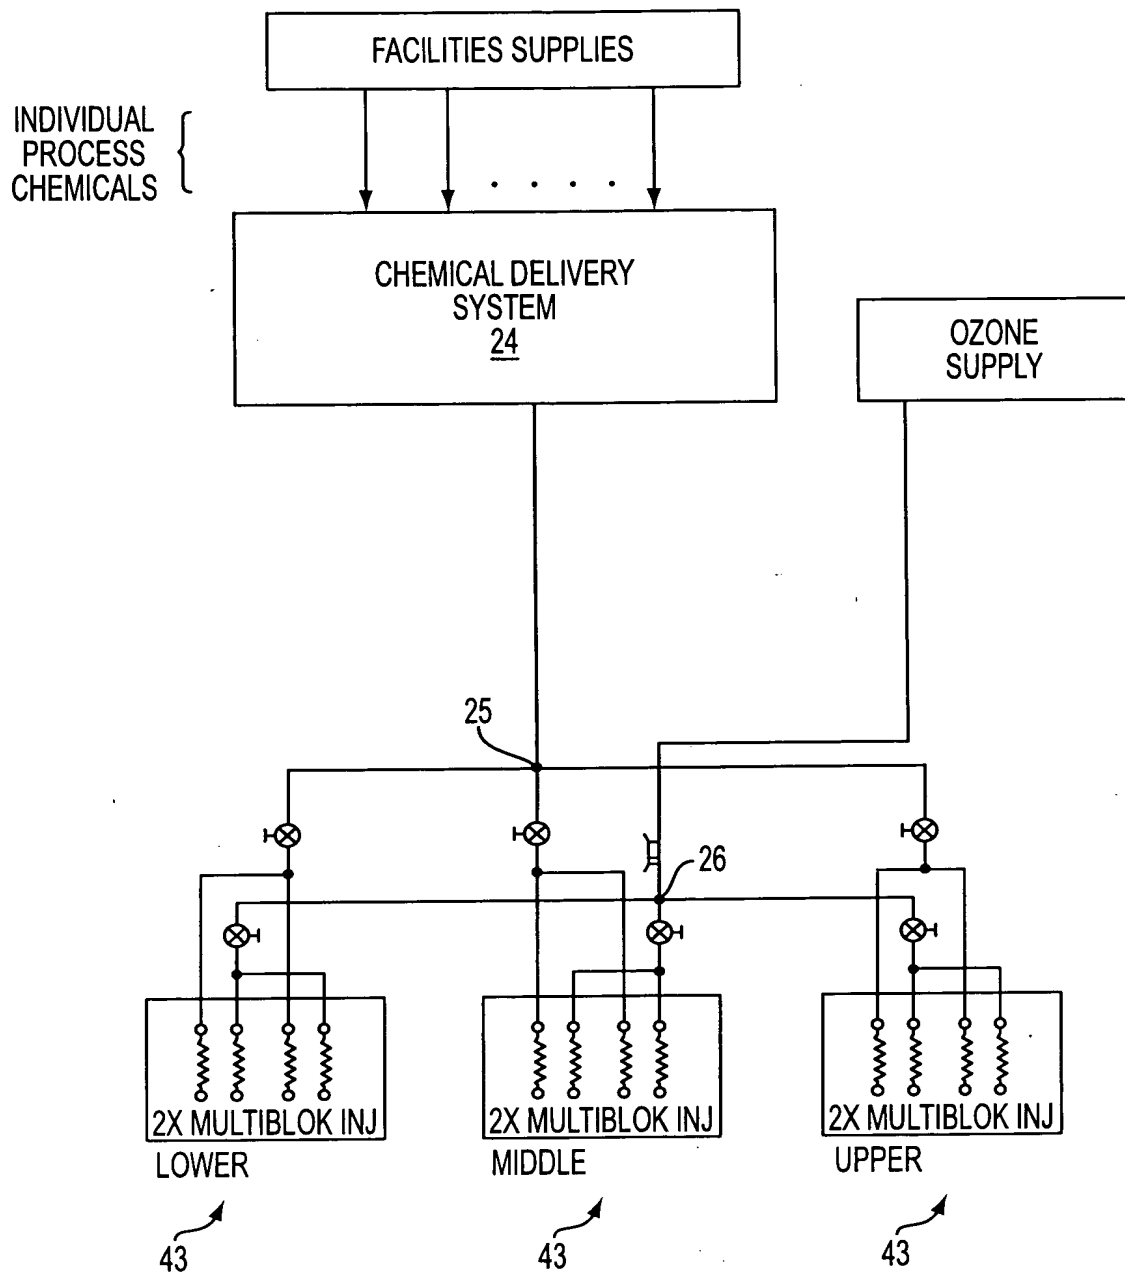 FACILITIES SUPPLIES
INDIVIDUAL
PROCESS
CHEMICALS
CHEMICAL DELIVERY
SYSTEM
24
OZONE
SUPPLY
25
26
2X MULTIBLOK INJ
2X MULTIBLOK INJ
2X MULTIBLOK INJ
LOWER
MIDDLE
UPPER
43
43
43